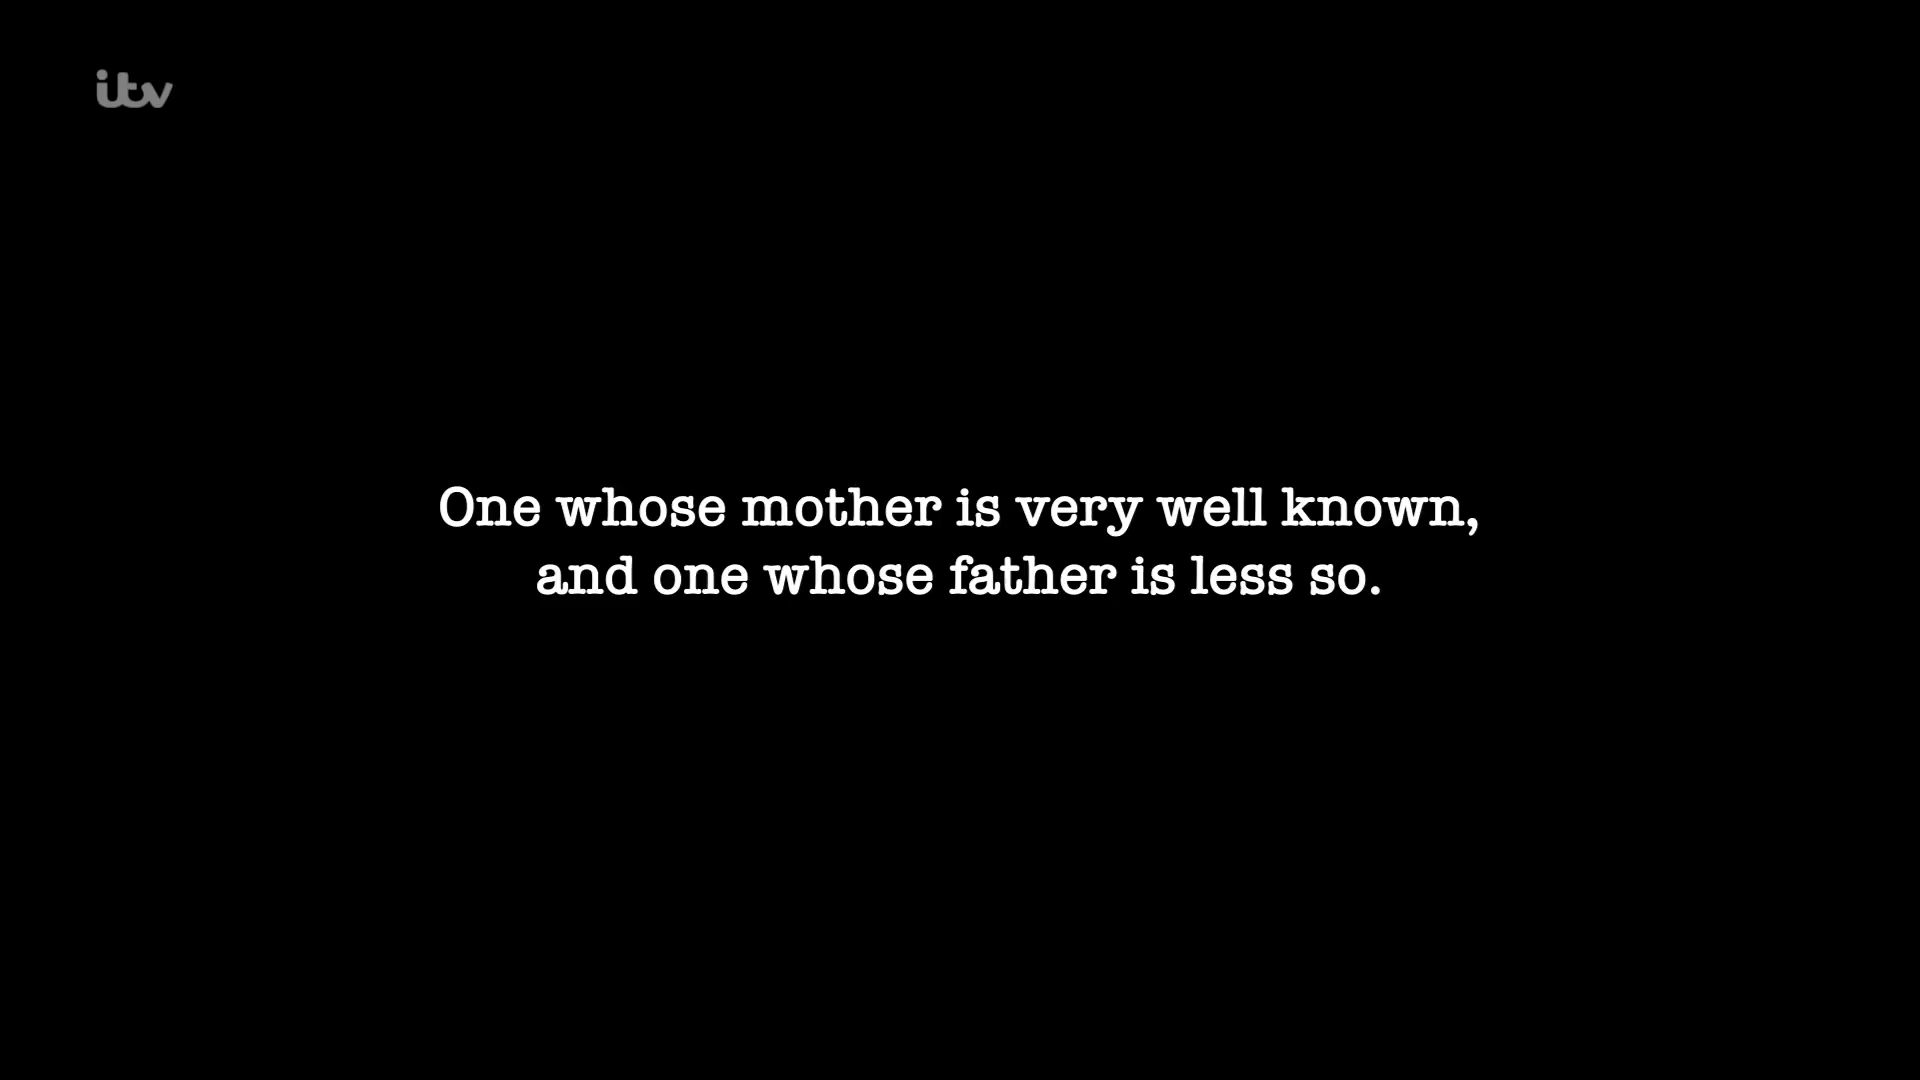 itv
One whose mother is very well known,
and one whose father is less so.